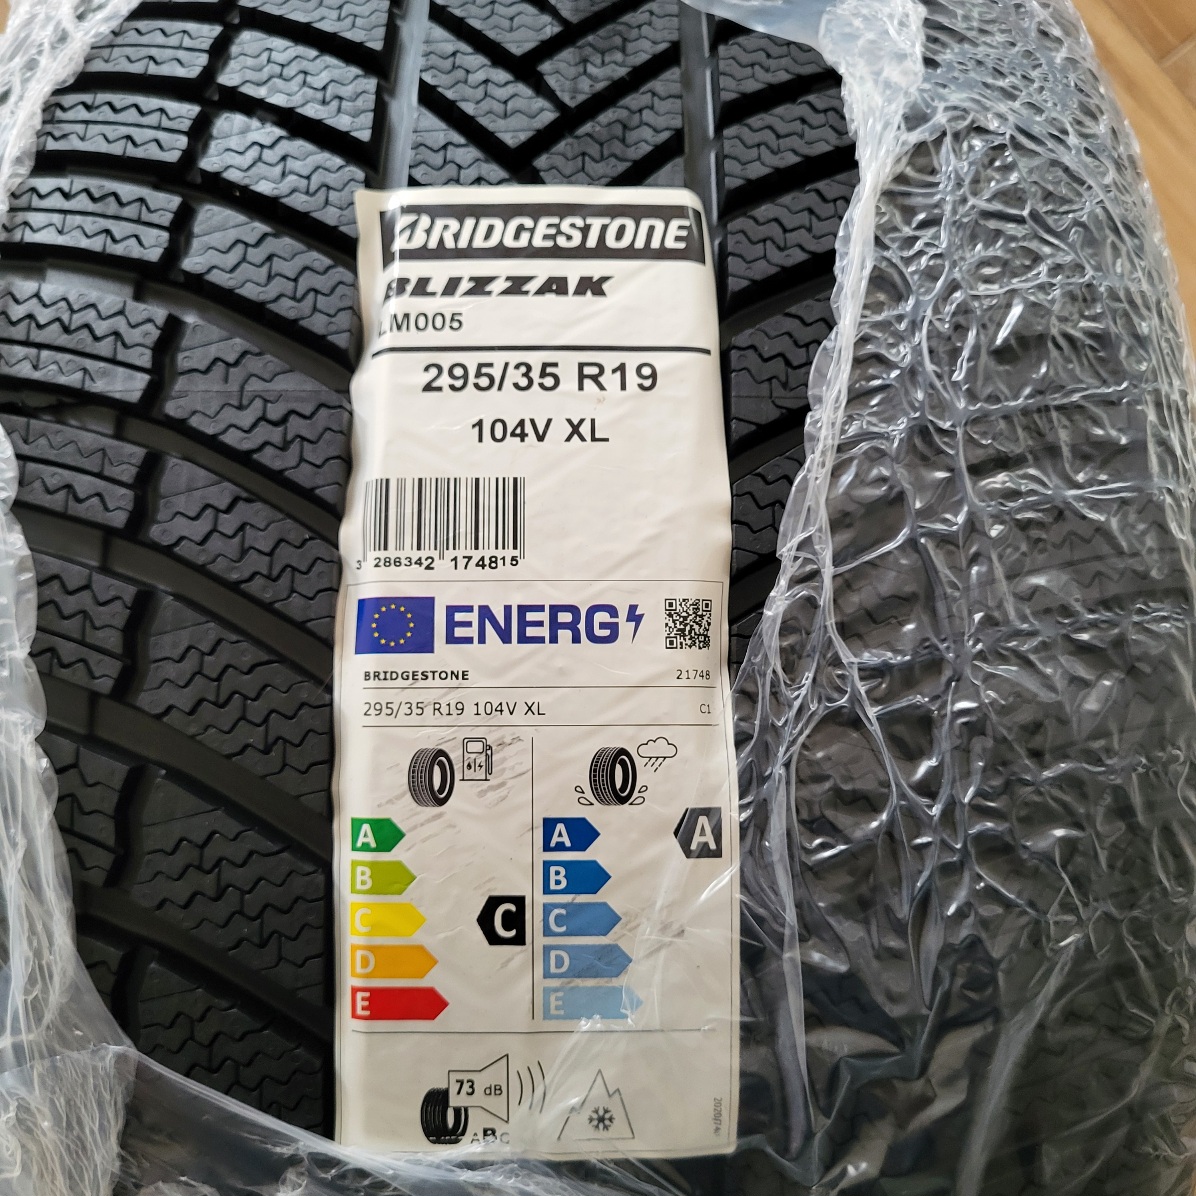 BRIDGESTONE
BLIZZAK
LM005
295/35 R19
104V XL
3 286342 174815
ENERG
BRIDGESTONE 21748
295/35 R19 104V XL C1
A A A
B B
C C C
D D
E E
73 dB
ABC